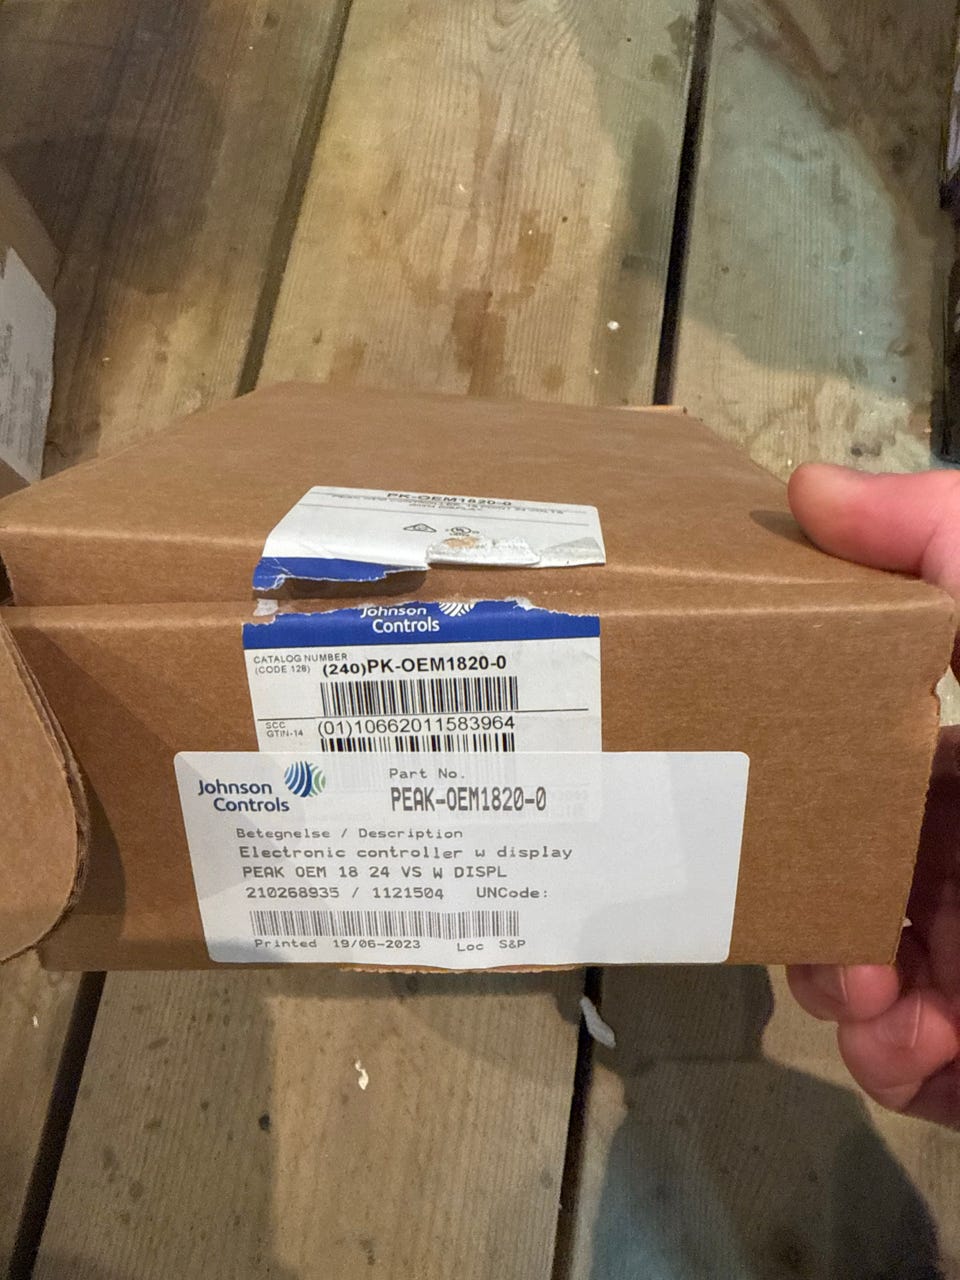 PK-OEM1820-0
Johnson
Controls
CATALOG NUMBER
(CODE 128) (240)PK-OEM1820-0
SCC
GTIN-14 (01)10662011583964
Johnson
Controls
Part No.
PEAK-OEM1820-0
Betegnelse / Description
Electronic controller w display
PEAK OEM 18 24 VS W DISPL
210268935 / 1121504 UNCode:
Printed 19/06-2023 Loc S&P